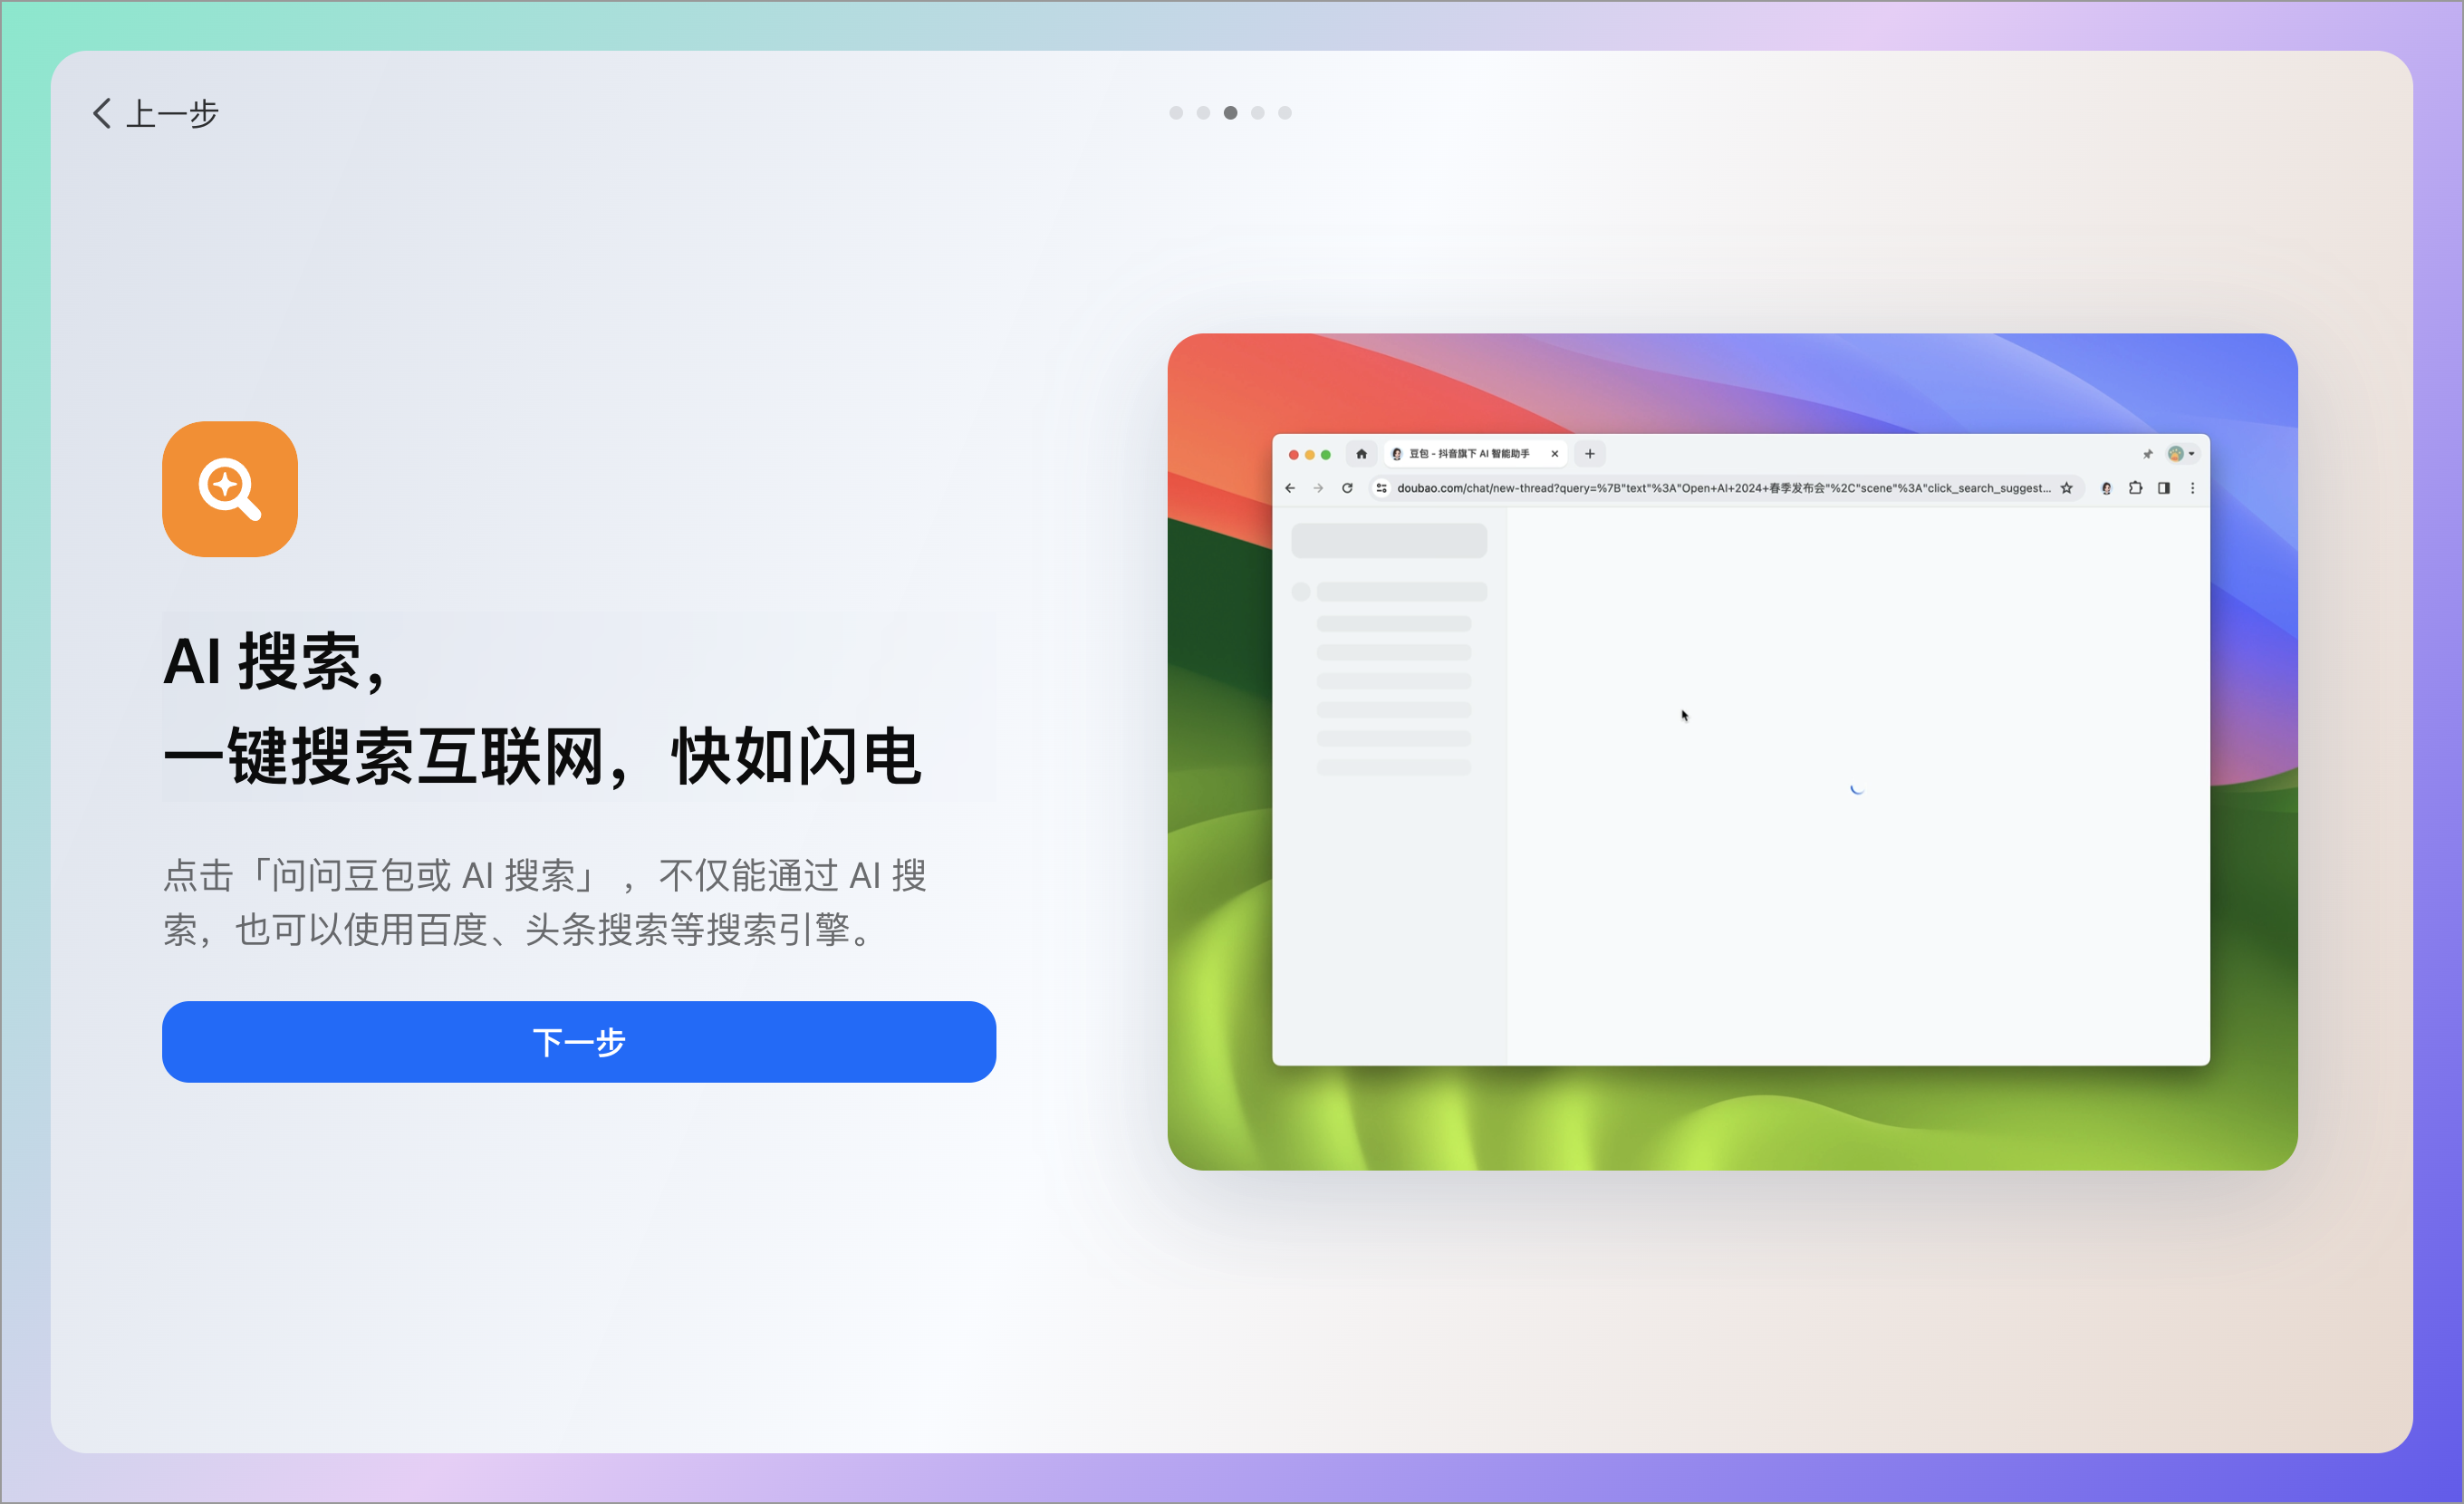 上一步
AI 搜索，
一键搜索互联网，快如闪电
点击「问问豆包或 AI 搜索」，不仅能通过 AI 搜
索，也可以使用百度、头条搜索等搜索引擎。
下一步
豆包 - 抖音旗下 AI 智能助手
doubao.com/chat/new-thread?query=%7B"text"%3A"Open+AI+2024+春季发布会"%2C"scene"%3A"click_search_suggest...